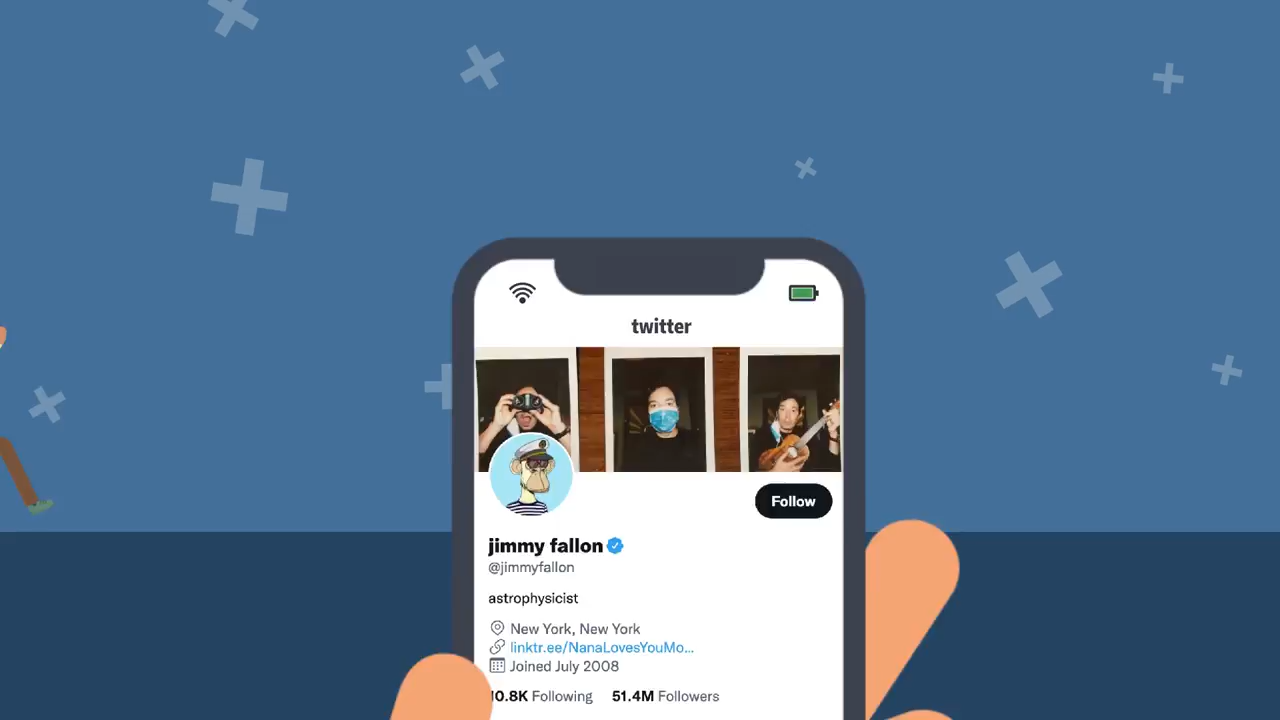 twitter
Follow
jimmy fallon
@jimmyfallon
astrophysicist
New York, New York
linktr.ee/NanaLovesYouMo...
Joined July 2008
10.8K Following 51.4M Followers